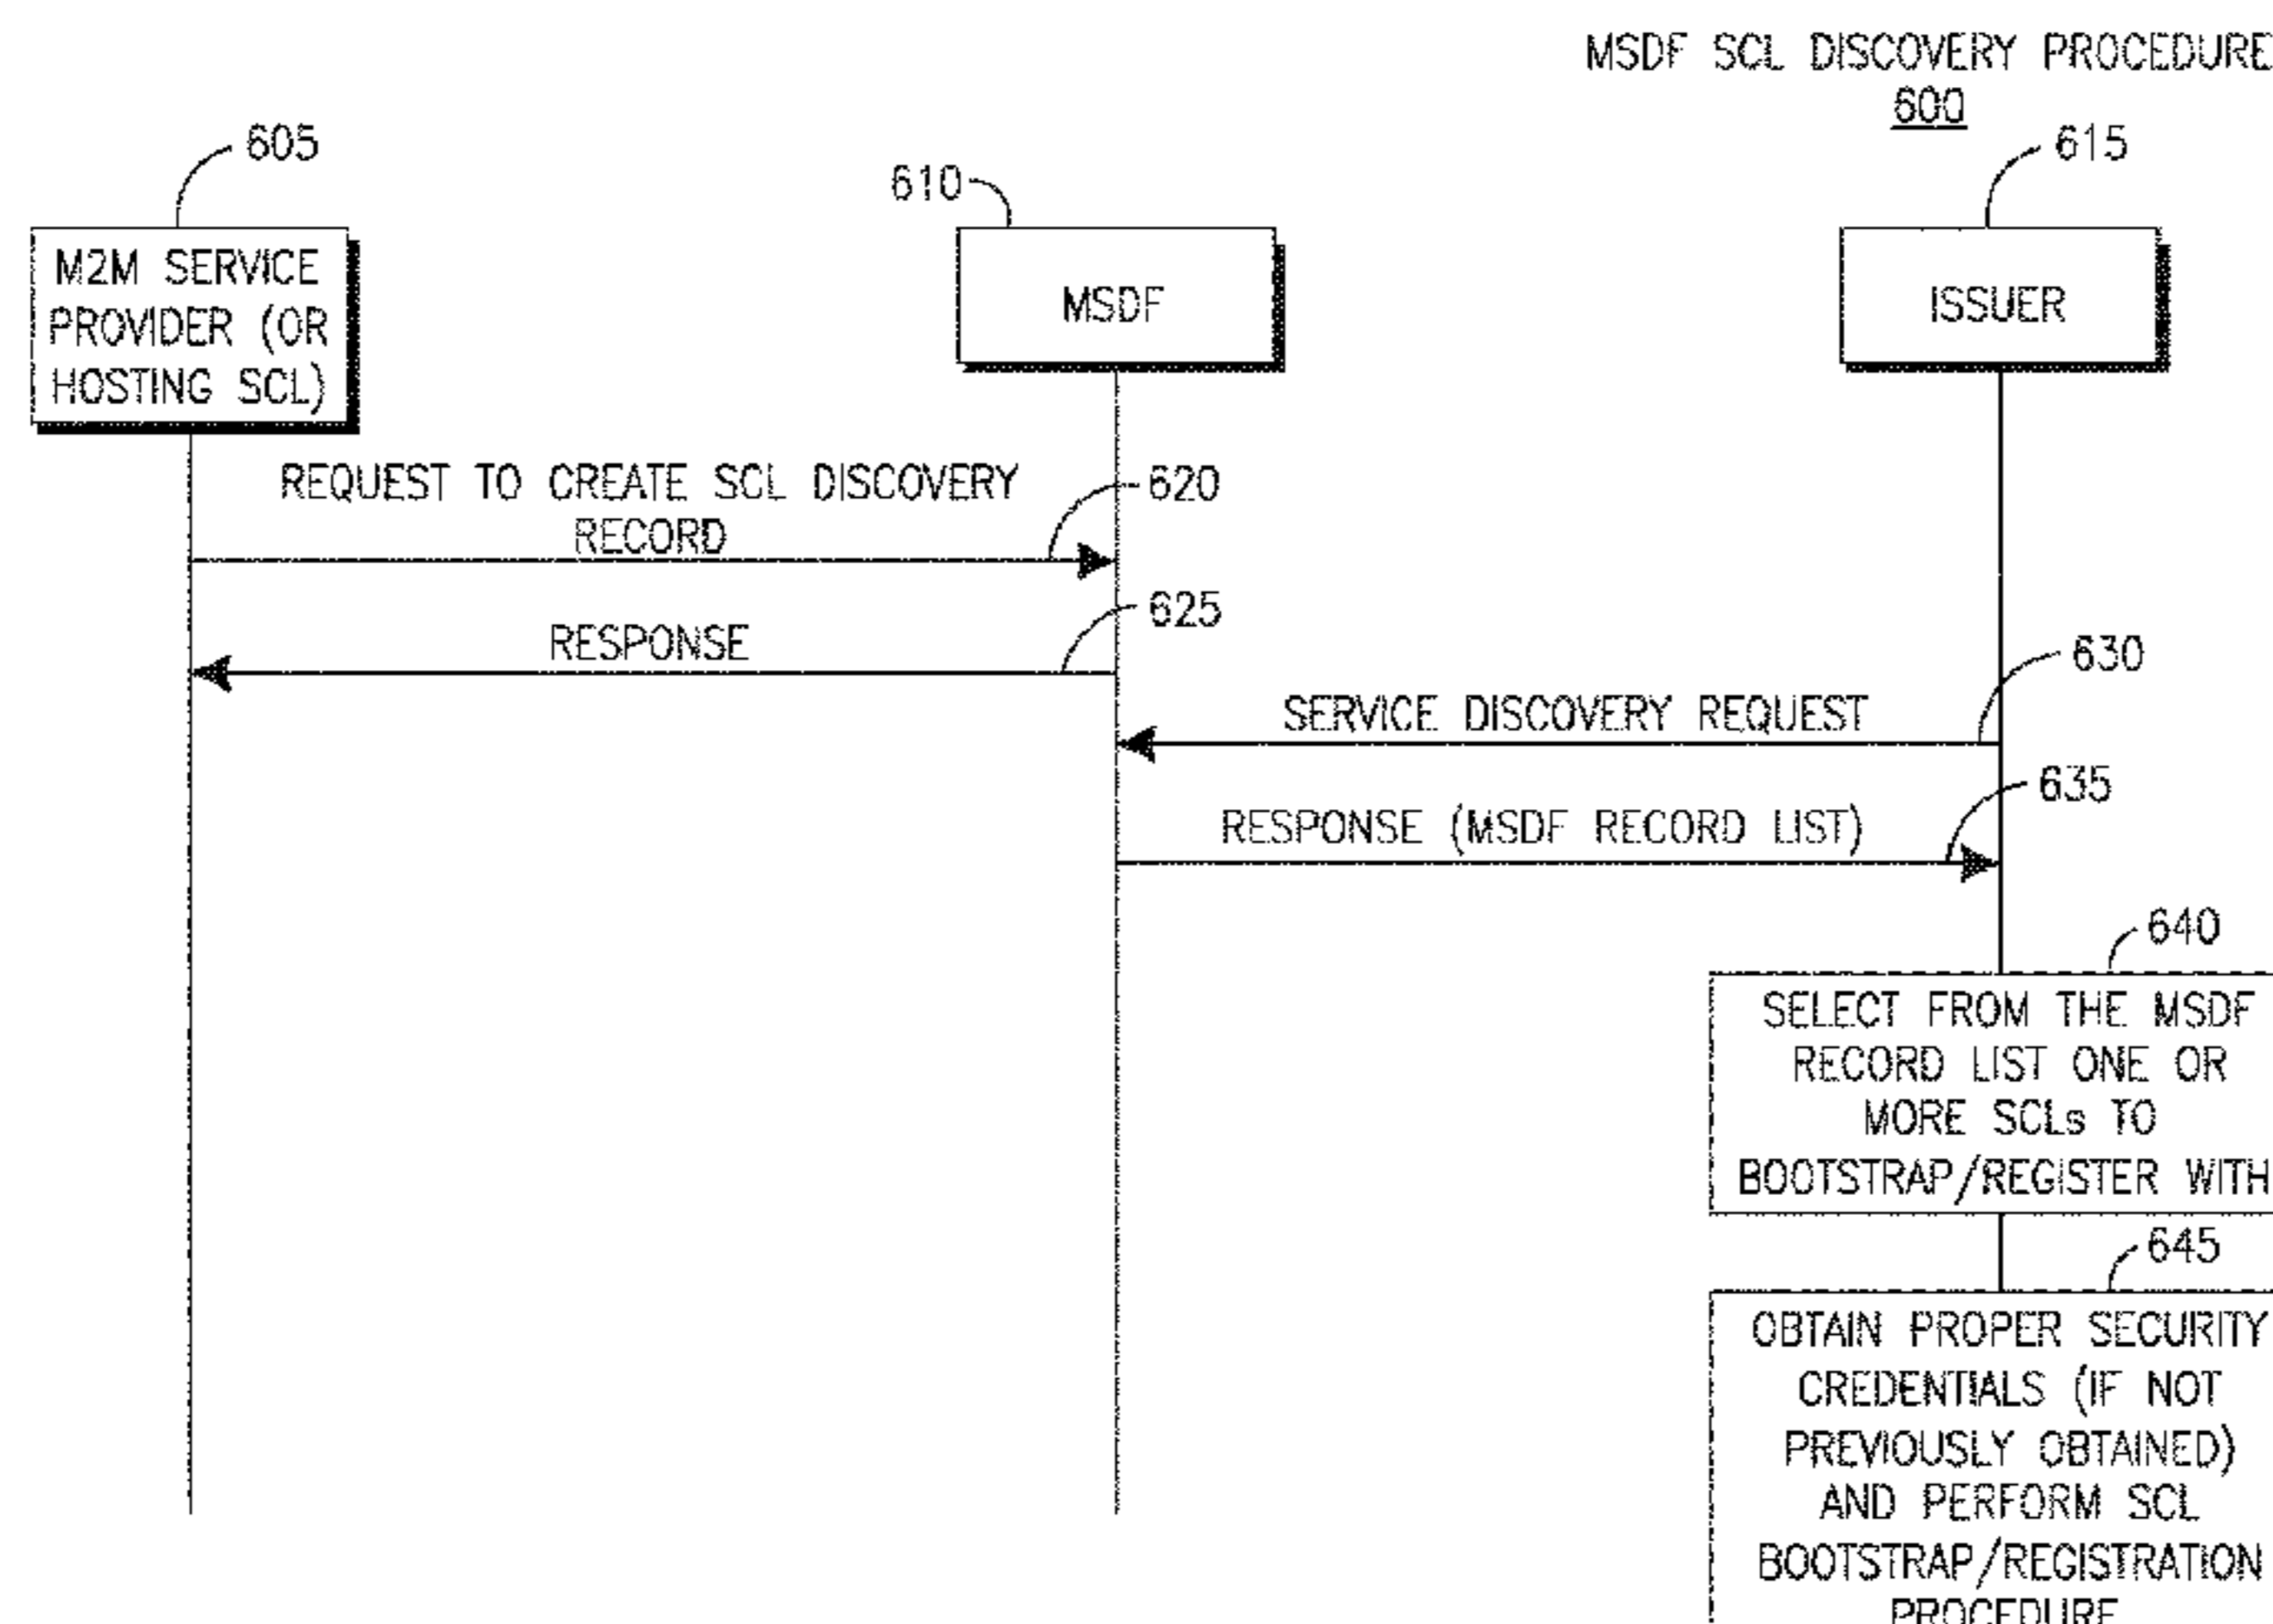 MSDF SCL DISCOVERY PROCEDURE
600
605
610
615
M2M SERVICE
PROVIDER (OR
HOSTING SCL)
MSDF
ISSUER
REQUEST TO CREATE SCL DISCOVERY
RECORD
620
RESPONSE
625
630
SERVICE DISCOVERY REQUEST
635
RESPONSE (MSDF RECORD LIST)
640
SELECT FROM THE MSDF
RECORD LIST ONE OR
MORE SCLs TO
BOOTSTRAP/REGISTER WITH
645
OBTAIN PROPER SECURITY
CREDENTIALS (IF NOT
PREVIOUSLY OBTAINED)
AND PERFORM SCL
BOOTSTRAP/REGISTRATION
PROCEDURE